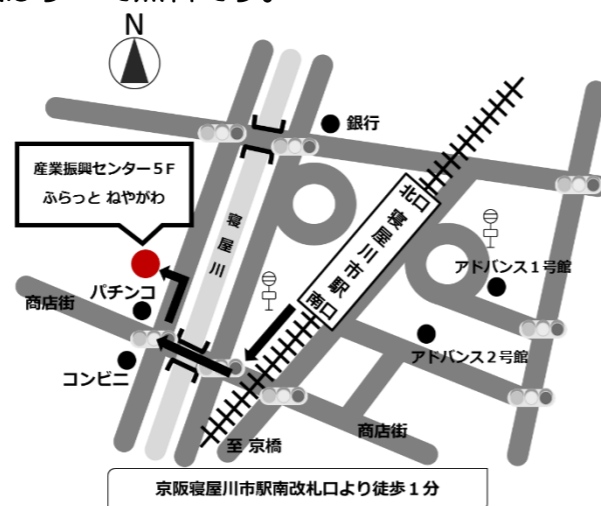 N
銀行
産業振興センター５F
ふらっと ねやがわ
北口
寝屋川市駅
南口
寝屋川
アドバンス１号館
パチンコ
商店街
アドバンス２号館
コンビニ
商店街
至 京橋
京阪寝屋川市駅南改札口より徒歩１分